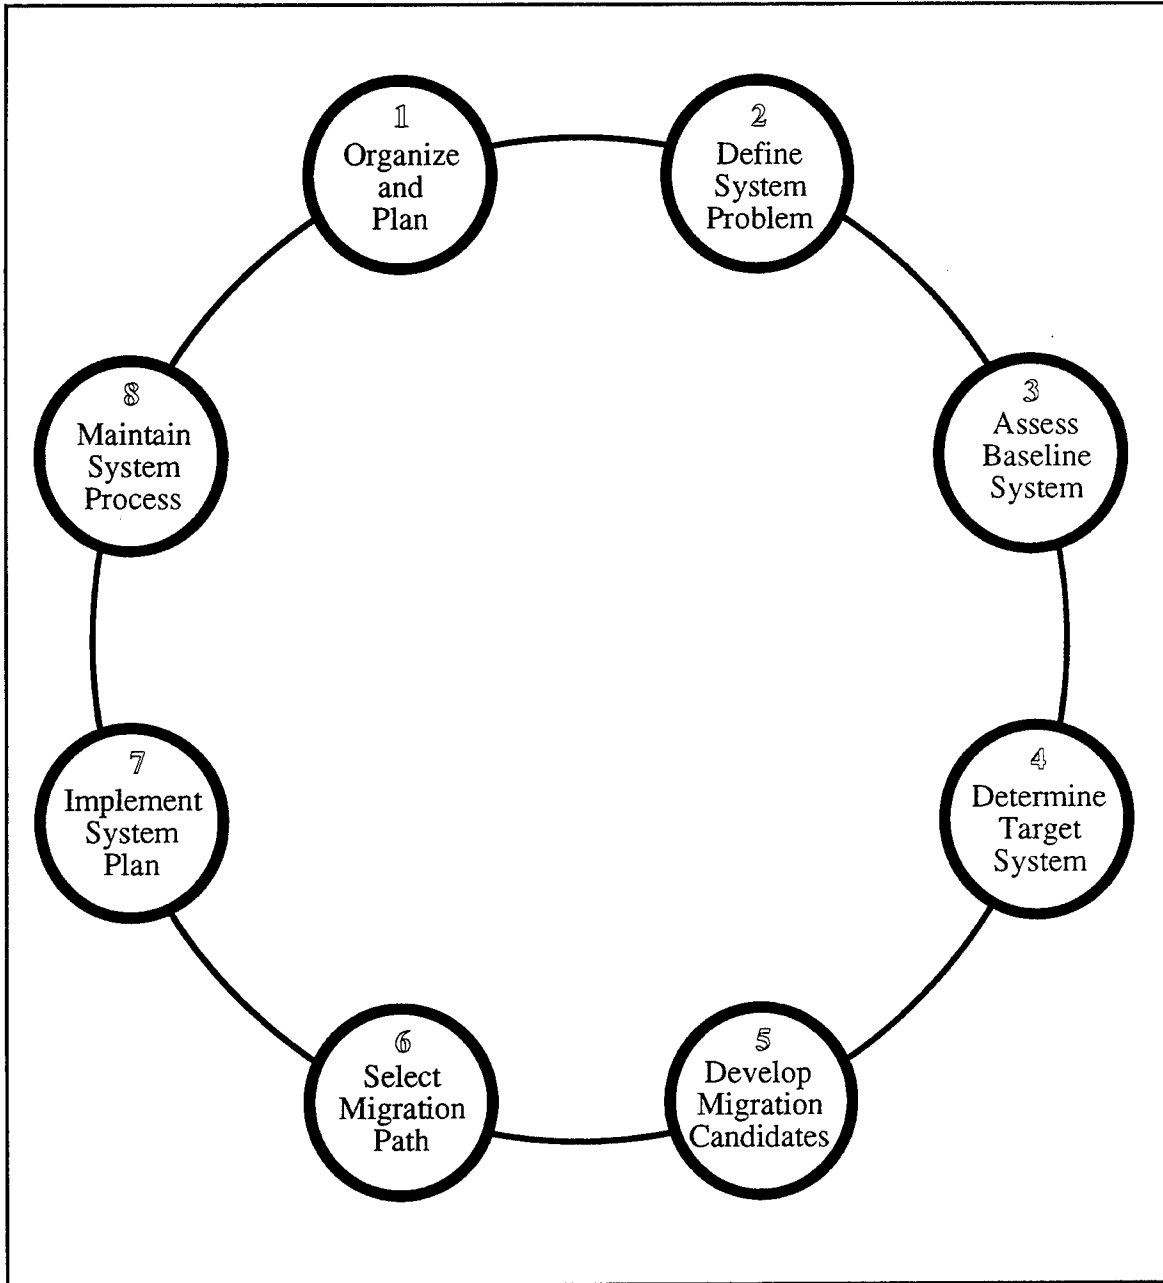 1
Organize
and
Plan
2
Define
System
Problem
3
Assess
Baseline
System
4
Determine
Target
System
5
Develop
Migration
Candidates
6
Select
Migration
Path
7
Implement
System
Plan
8
Maintain
System
Process